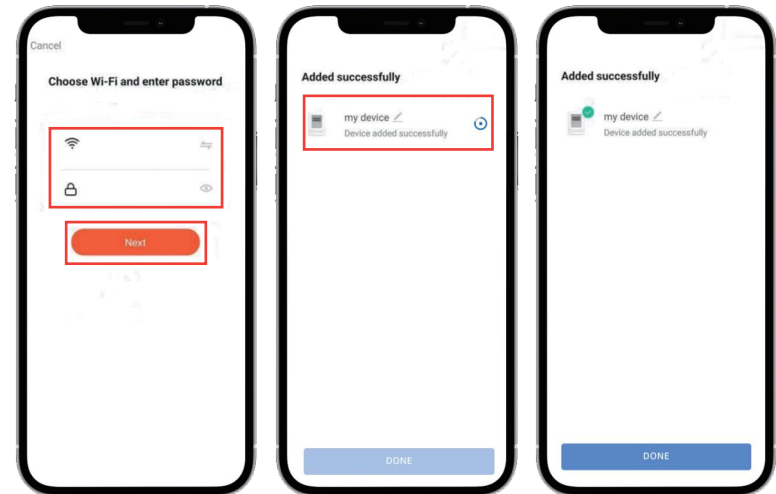 Cancel
Choose Wi-Fi and enter password
Next
Added successfully
my device
Device added successfully
DONE
Added successfully
my device
Device added successfully
DONE